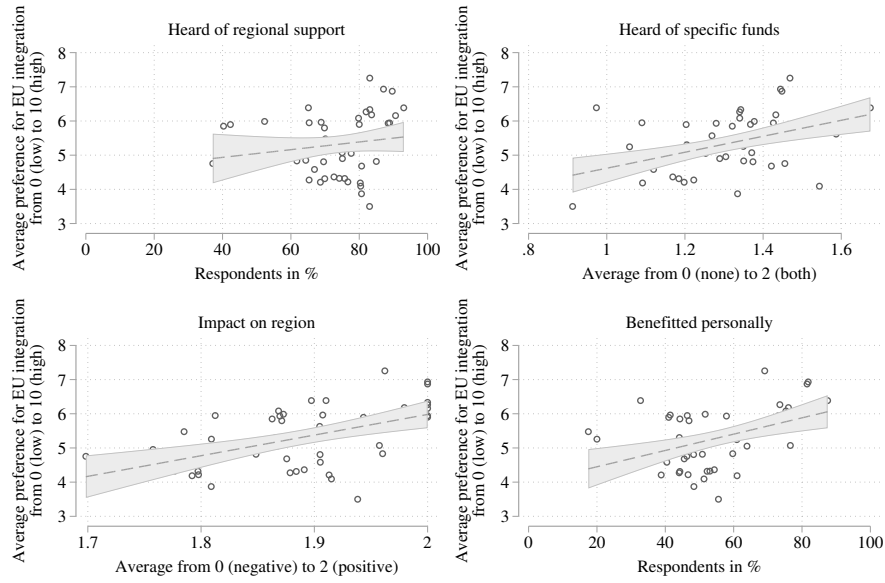 Heard of regional support
Average preference for EU integration
from 0 (low) to 10 (high)
8
7
6
5
4
3
0 20 40 60 80 100
Respondents in %
Heard of specific funds
Average preference for EU integration
from 0 (low) to 10 (high)
8
7
6
5
4
3
.8 1 1.2 1.4 1.6
Average from 0 (none) to 2 (both)
Impact on region
Average preference for EU integration
from 0 (low) to 10 (high)
8
7
6
5
4
3
1.7 1.8 1.9 2
Average from 0 (negative) to 2 (positive)
Benefitted personally
Average preference for EU integration
from 0 (low) to 10 (high)
8
7
6
5
4
3
0 20 40 60 80 100
Respondents in %